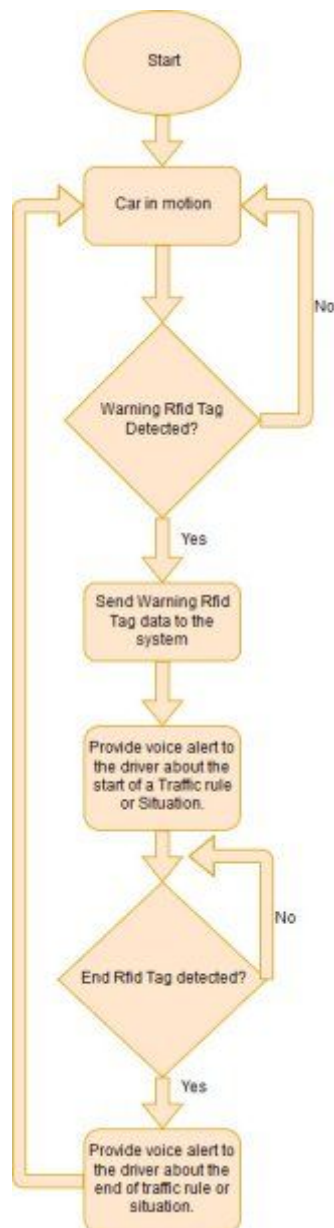 Start
Car in motion
No
Warning Rfid Tag
Detected?
Yes
Send Warning Rfid
Tag data to the
system
Provide voice alert to
the driver about the
start of a Traffic rule
or Situation.
No
End Rfid Tag detected?
Yes
Provide voice alert to
the driver about the
end of traffic rule or
situation.